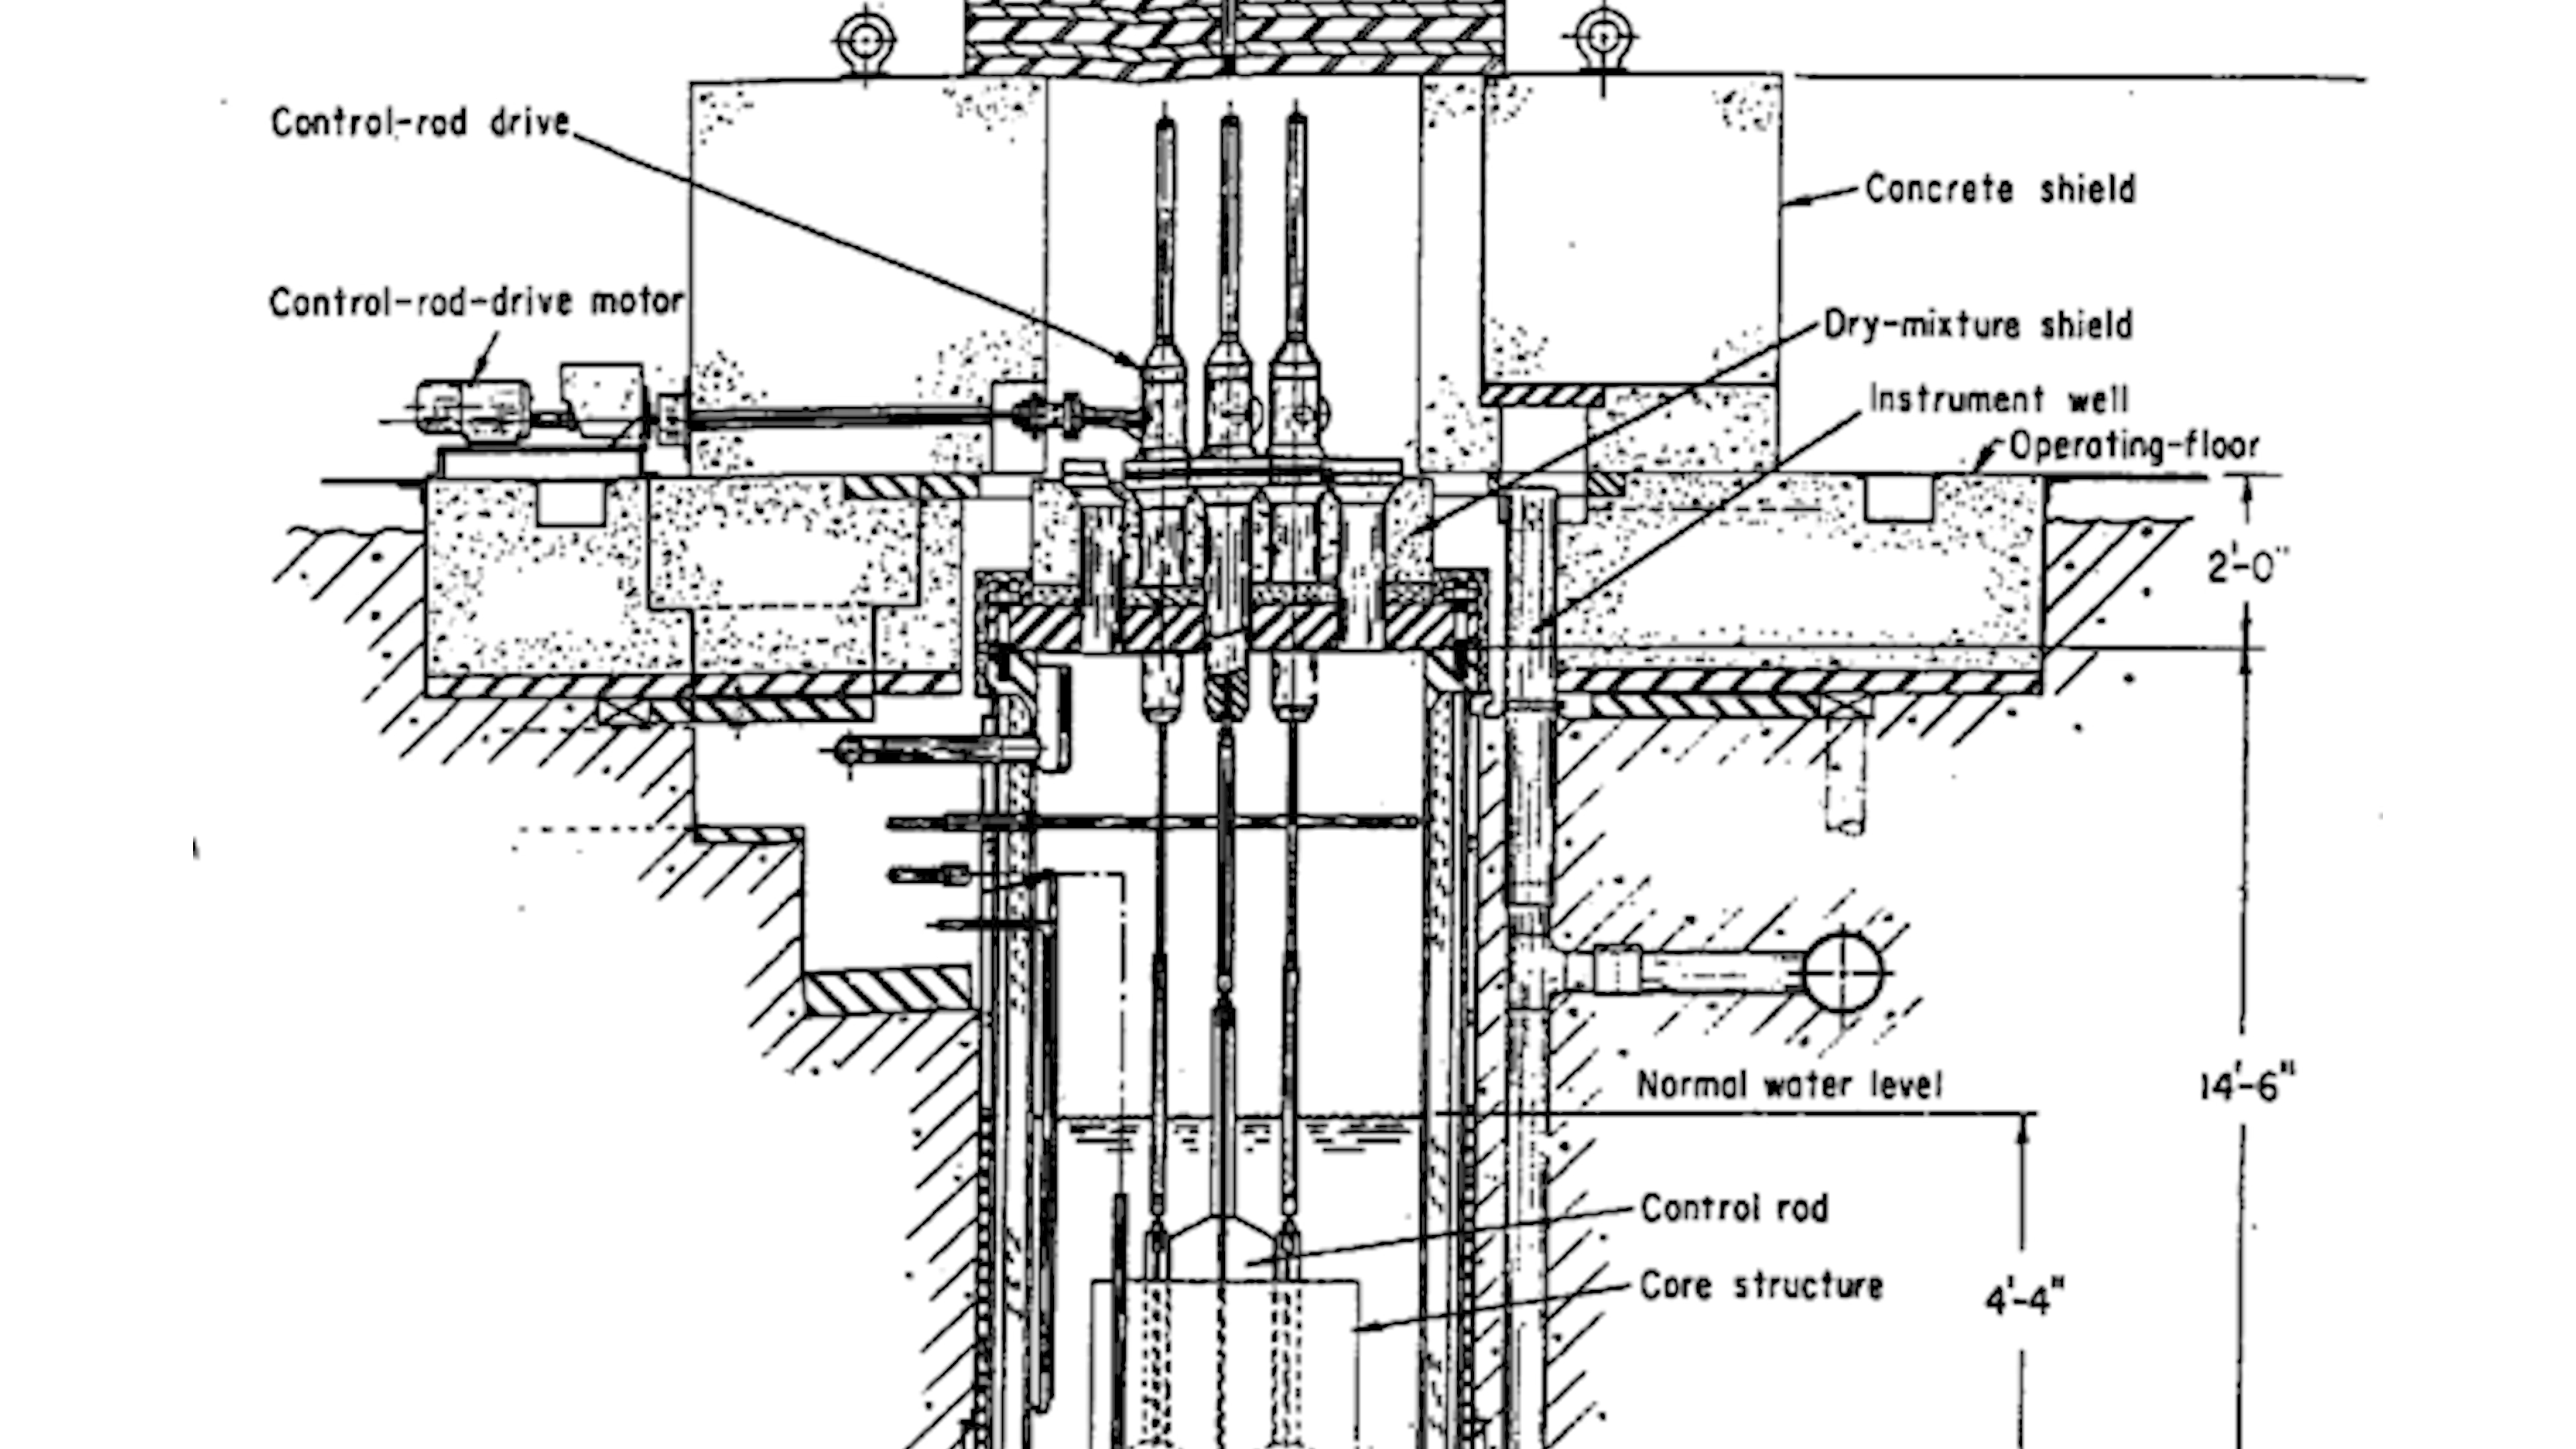 Control-rod drive
Concrete shield
Control-rod-drive motor
Dry-mixture shield
Instrument well
Operating-floor
2'-0"
Normal water level
14'-6"
Control rod
Core structure
4'-4"